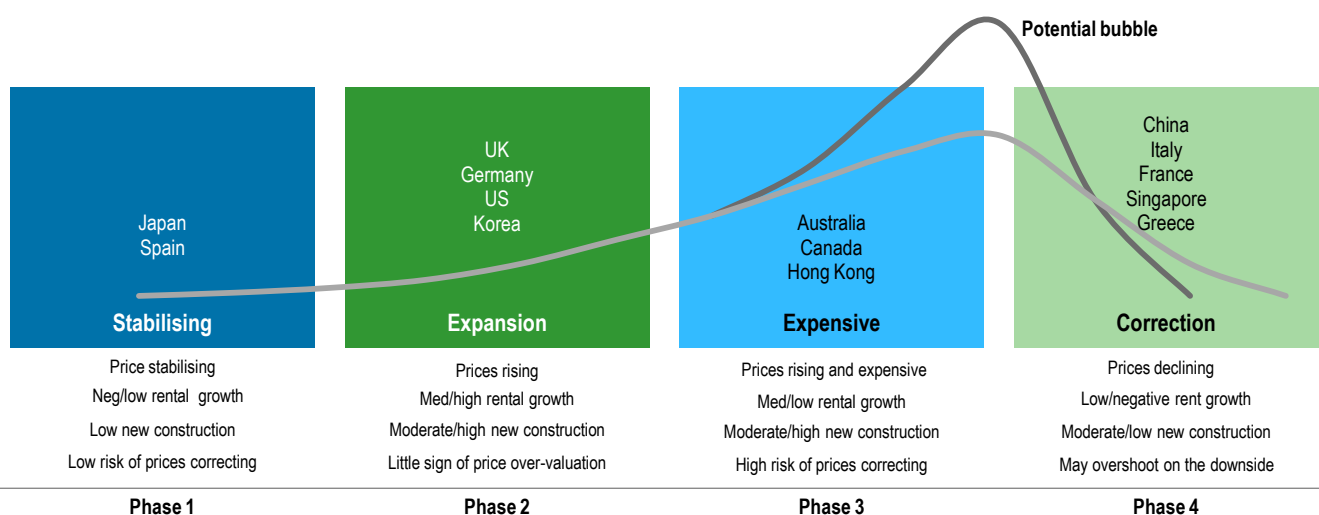 Potential bubble
Japan
Spain
Stabilising
Price stabilising
Neg/low rental growth
Low new construction
Low risk of prices correcting
Phase 1
UK
Germany
US
Korea
Expansion
Prices rising
Med/high rental growth
Moderate/high new construction
Little sign of price over-valuation
Phase 2
Australia
Canada
Hong Kong
Expensive
Prices rising and expensive
Med/low rental growth
Moderate/high new construction
High risk of prices correcting
Phase 3
China
Italy
France
Singapore
Greece
Correction
Prices declining
Low/negative rent growth
Moderate/low new construction
May overshoot on the downside
Phase 4